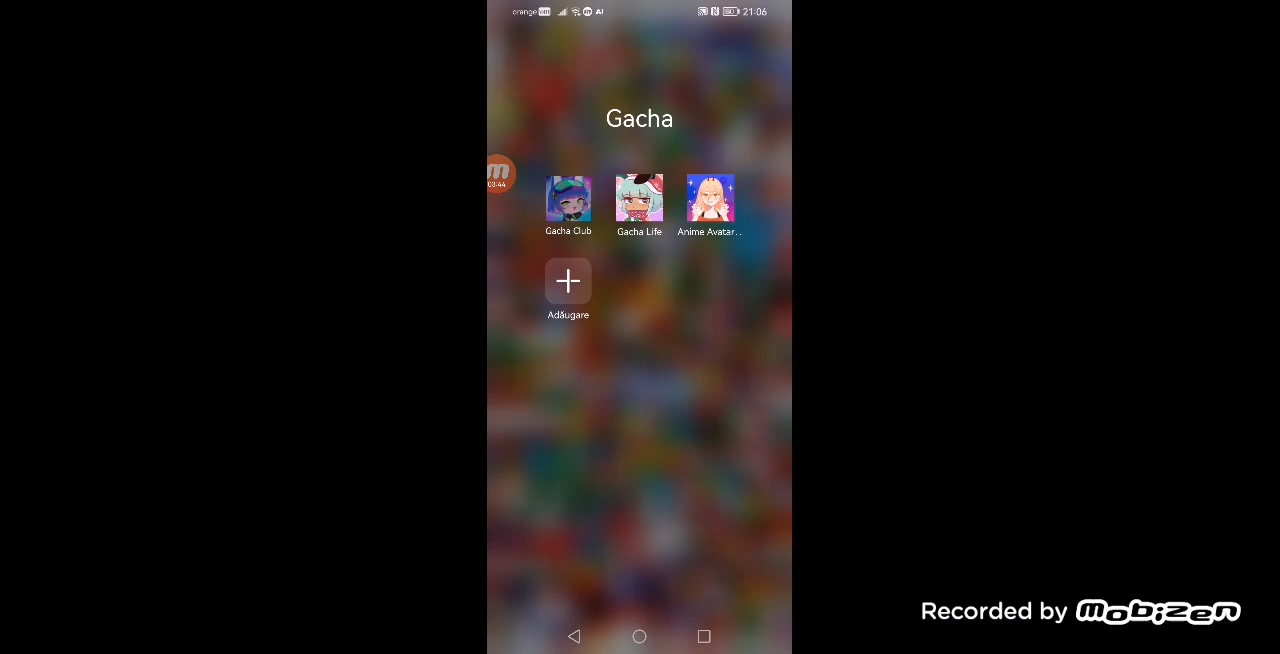 orange
21:06
Gacha
m
03:44
Gacha Club
Gacha Life
Anime Avatar...
Adăugare
Recorded by mobizen